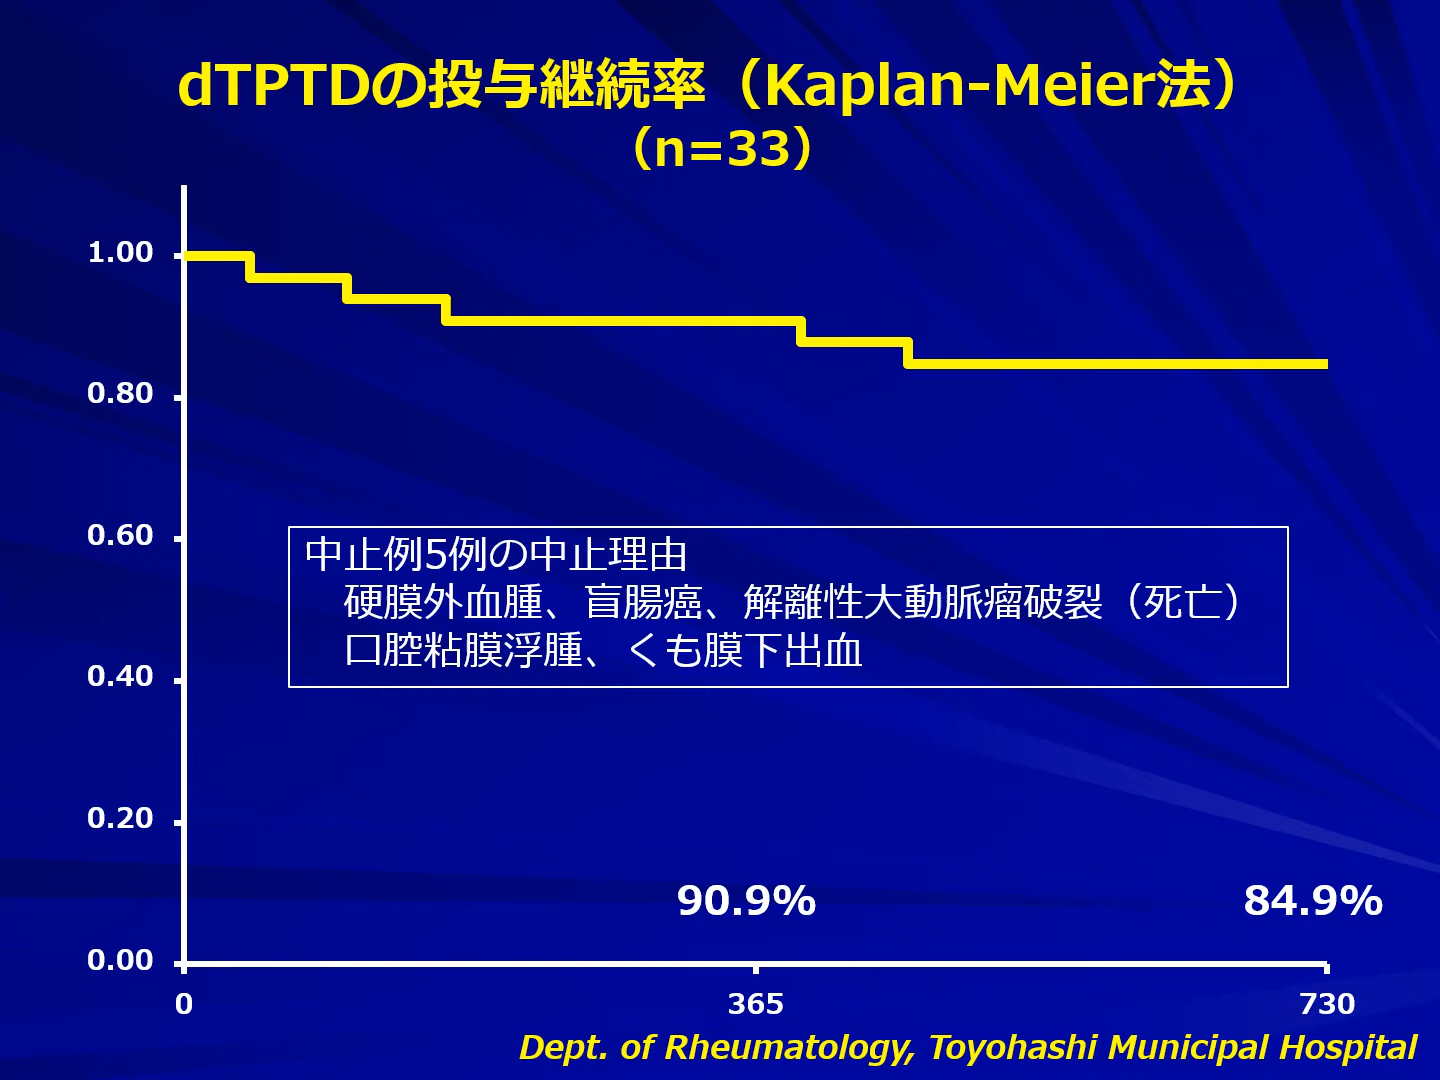 dTPTDの投与継続率（Kaplan-Meier法）
（n=33）
1.00
0.80
0.60
0.40
0.20
0.00
中止例5例の中止理由
硬膜外血腫、盲腸癌、解離性大動脈瘤破裂（死亡）
口腔粘膜浮腫、くも膜下出血
90.9%
84.9%
0
365
730
Dept. of Rheumatology, Toyohashi Municipal Hospital